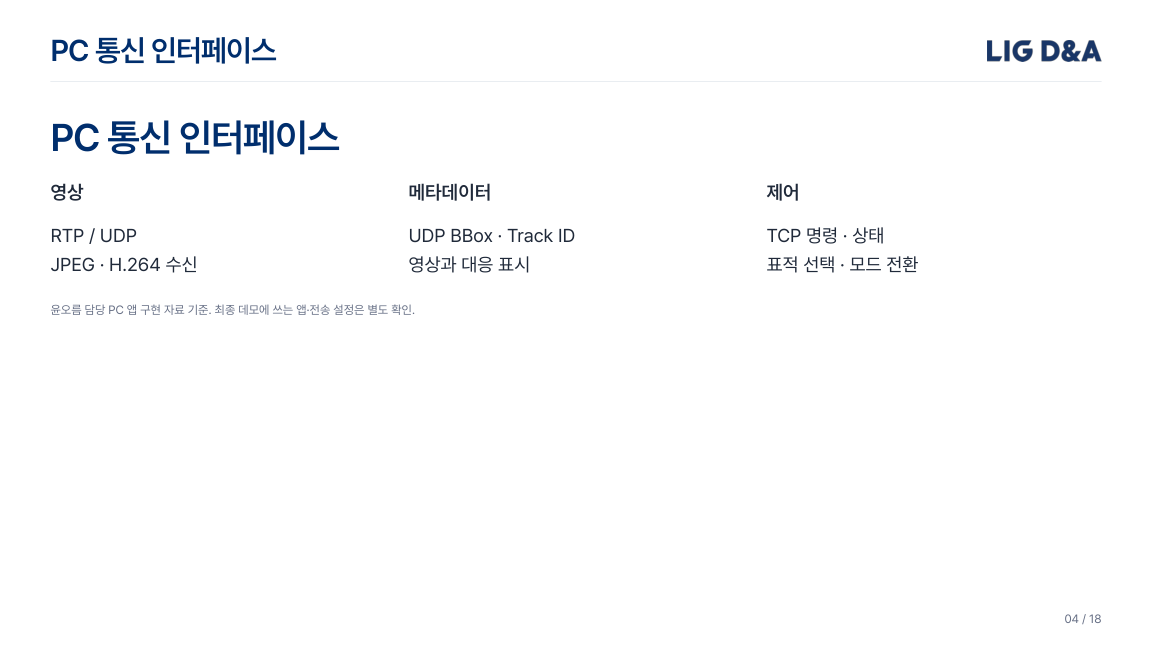 PC 통신 인터페이스
LIG D&A
PC 통신 인터페이스
영상
RTP / UDP
JPEG · H.264 수신
메타데이터
UDP BBox · Track ID
영상과 대응 표시
제어
TCP 명령 · 상태
표적 선택 · 모드 전환
윤오름 담당 PC 앱 구현 자료 기준. 최종 데모에 쓰는 앱·전송 설정은 별도 확인.
04 / 18